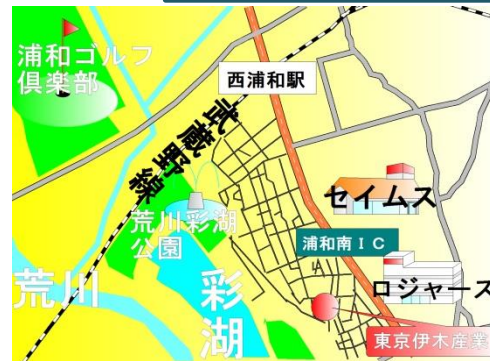 浦和ゴルフ
倶楽部
西浦和駅
武蔵野線
セイムス
荒川彩湖
公園
浦和南IC
荒川
彩湖
ロジャース
東京伊木産業